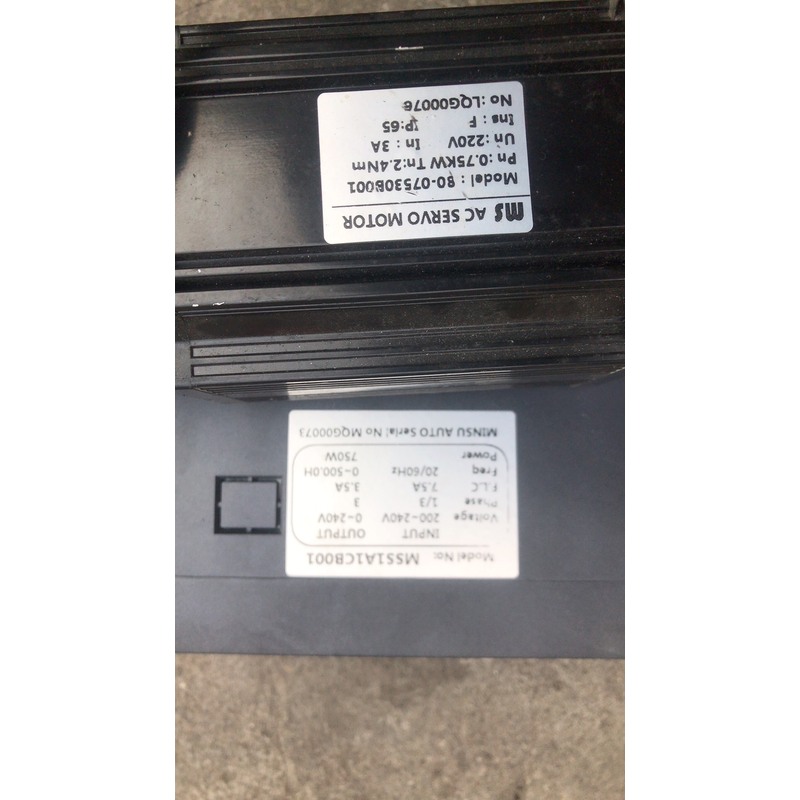 ms AC SERVO MOTOR
Model : 80-07530B001
Pn :0.75KW Tn:2.4Nm
Un:220V In : 3A
Ins : F IP:65
No :LQG00076
Model No: MSS1A1CB001
INPUT OUTPUT
Voltage 200~240V 0~240V
Phase 1/3 3
F.L.C 7.5A 3.5A
Freq 20/60Hz 0~500.0H
Power 750W
MINSU AUTO Serial No MQG00073